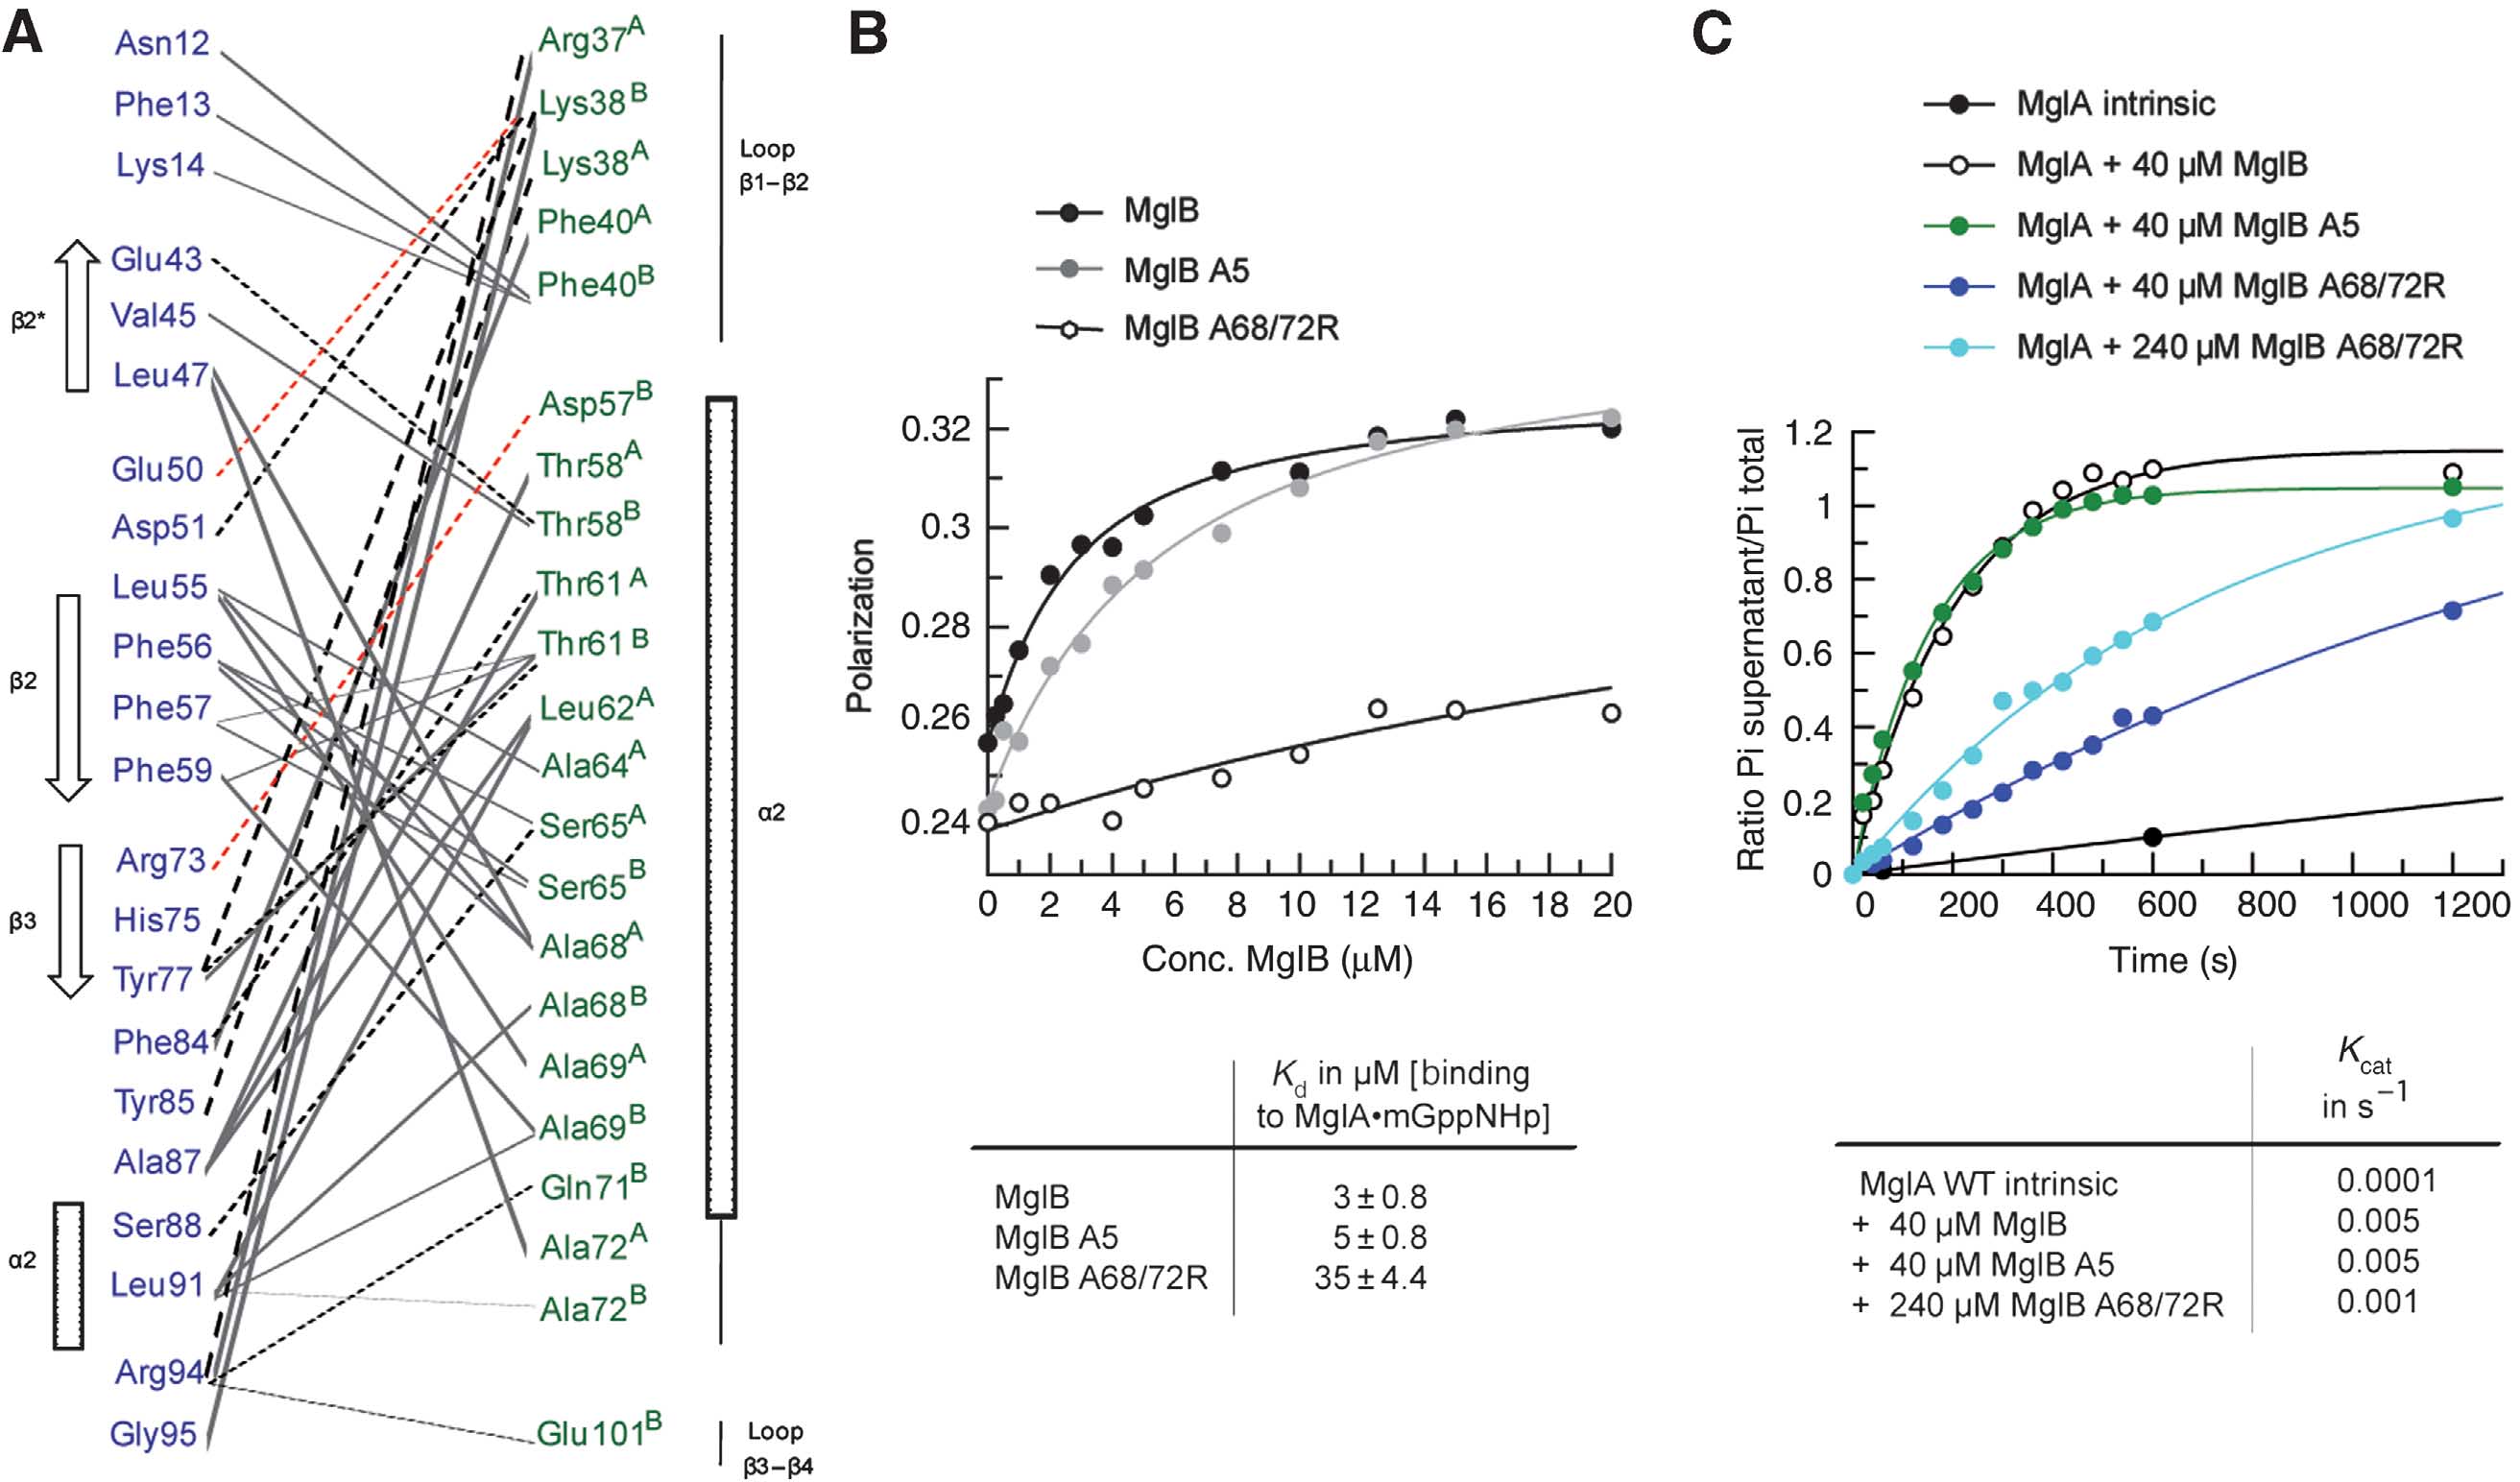 A
Asn12
Phe13
Lys14
Glu43
Val45
Leu47
Glu50
Asp51
Leu55
Phe56
Phe57
Phe59
Arg73
His75
Tyr77
Phe84
Tyr85
Ala87
Ser88
Leu91
Arg94
Gly95
β2*
β2
β3
α2
Arg37A
Lys38B
Lys38A
Phe40A
Phe40B
Asp57B
Thr58A
Thr58B
Thr61A
Thr61B
Leu62A
Ala64A
Ser65A
Ser65B
Ala68A
Ala68B
Ala69A
Ala69B
Gln71B
Ala72A
Ala72B
Glu101B
Loop
β1–β2
α2
Loop
β3–β4
B
MglB
MglB A5
MglB A68/72R
Polarization
0.32
0.3
0.28
0.26
0.24
0 2 4 6 8 10 12 14 16 18 20
Conc. MglB (μM)
Kd in μM [binding
to MglA•mGppNHp]
MglB 3 ± 0.8
MglB A5 5 ± 0.8
MglB A68/72R 35 ± 4.4
C
MglA intrinsic
MglA + 40 μM MglB
MglA + 40 μM MglB A5
MglA + 40 μM MglB A68/72R
MglA + 240 μM MglB A68/72R
Ratio Pi supernatant/Pi total
1.2
1
0.8
0.6
0.4
0.2
0
0 200 400 600 800 1000 1200
Time (s)
Kcat
in s−1
MglA WT intrinsic 0.0001
+ 40 μM MglB 0.005
+ 40 μM MglB A5 0.005
+ 240 μM MglB A68/72R 0.001